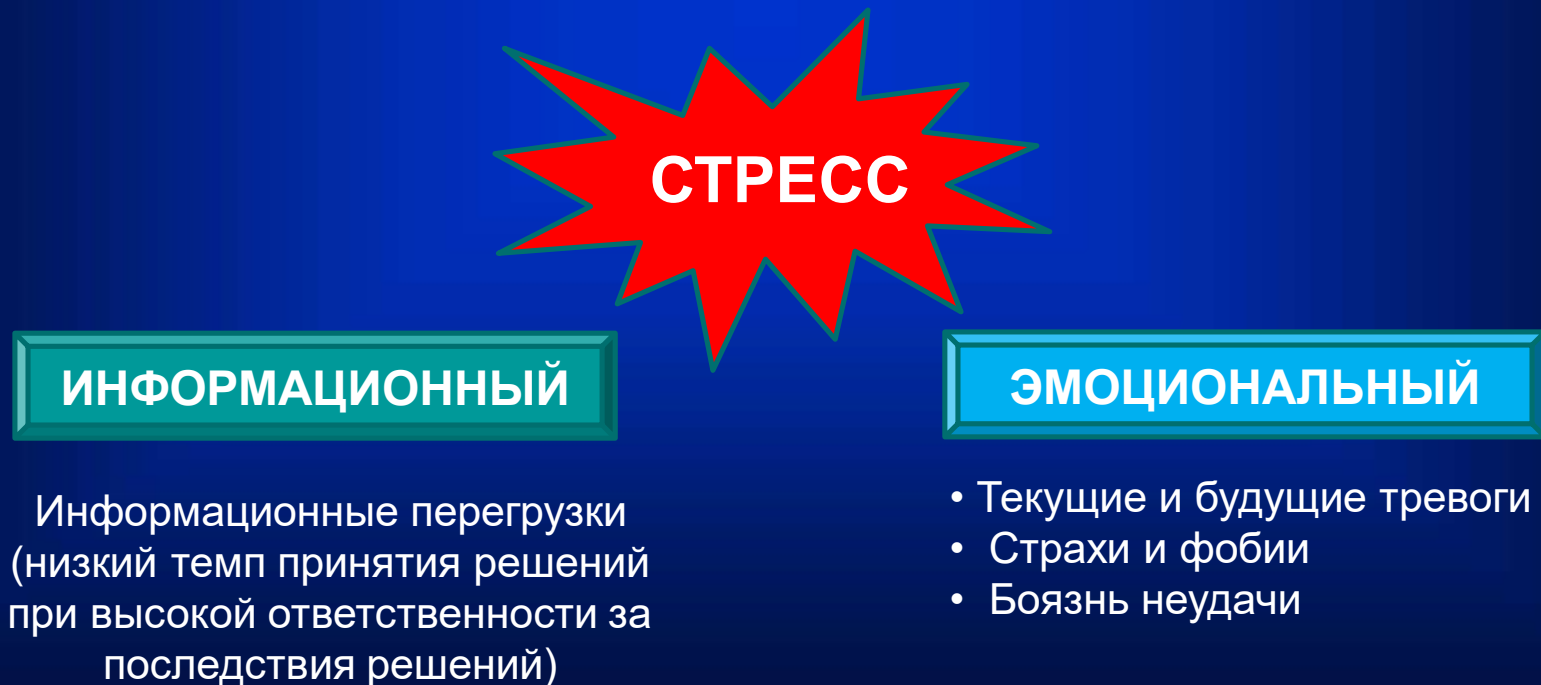 СТРЕСС
ИНФОРМАЦИОННЫЙ
Информационные перегрузки
(низкий темп принятия решений
при высокой ответственности за
последствия решений)
ЭМОЦИОНАЛЬНЫЙ
• Текущие и будущие тревоги
• Страхи и фобии
• Боязнь неудачи